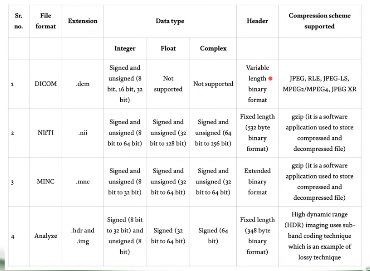 Sr. no. File format Extension Data type Header Compression scheme supported
Integer Float Complex
1 DICOM .dcm Signed and unsigned (8 bit, 16 bit, 32 bit) Not supported Not supported Variable length binary format JPEG, RLE, JPEG-LS, MPEG2/MPEG4, JPEG XR
2 NIfTI .nii Signed and unsigned (8 bit to 64 bit) Signed and unsigned (32 bit to 128 bit) Signed and unsigned (64 bit to 256 bit) Fixed length (532 byte binary format) gzip (it is a software application used to store compressed and decompressed file)
3 MINC .mnc Signed and unsigned (8 bit to 32 bit) Signed and unsigned (32 bit to 64 bit) Signed and unsigned (32 bit to 64 bit) Extended binary format gzip (it is a software application used to store compressed and decompressed file)
4 Analyze .hdr and .img Signed (8 bit to 32 bit) and unsigned (8 bit) Signed (32 bit to 64 bit) Signed (64 bit) Fixed length (348 byte binary format) High dynamic range (HDR) imaging uses sub-band coding technique which is an example of lossy technique